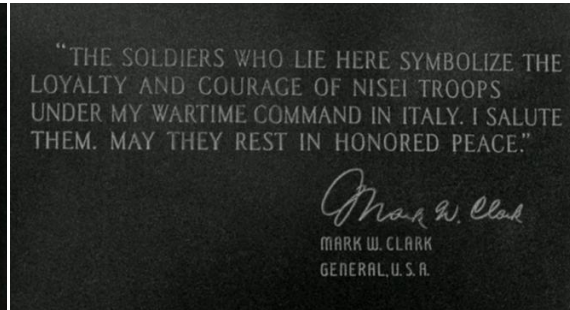 “THE SOLDIERS WHO LIE HERE SYMBOLIZE THE
LOYALTY AND COURAGE OF NISEI TROOPS
UNDER MY WARTIME COMMAND IN ITALY. I SALUTE
THEM. MAY THEY REST IN HONORED PEACE.”
Mark W. Clark
MARK W. CLARK
GENERAL, U.S.A.